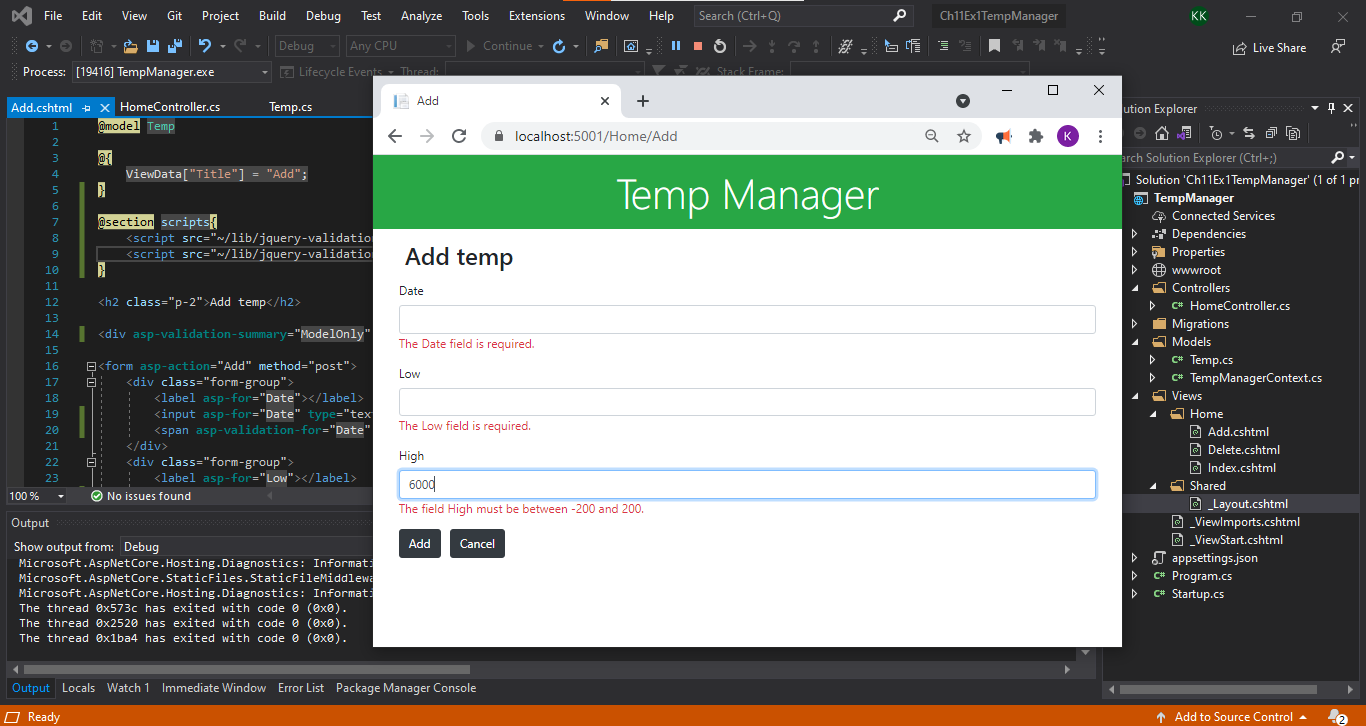 File Edit View Git Project Build Debug Test Analyze Tools Extensions Window Help Search (Ctrl+Q) Ch11Ex1TempManager KK
Debug Any CPU Continue Live Share
Process: [19416] TempManager.exe Lifecycle Events Thread: Stack Frame:
Add.cshtml HomeController.cs Temp.cs
1 @model Temp
2
3 @{
4 ViewData["Title"] = "Add";
5 }
6
7 @section scripts{
8 <script src="~/lib/jquery-validatio
9 <script src="~/lib/jquery-validatio
10 }
11
12 <h2 class="p-2">Add temp</h2>
13
14 <div asp-validation-summary="ModelOnly"
15
16 <form asp-action="Add" method="post">
17 <div class="form-group">
18 <label asp-for="Date"></label>
19 <input asp-for="Date" type="tex
20 <span asp-validation-for="Date"
21 </div>
22 <div class="form-group">
23 <label asp-for="Low"></label>
100 % No issues found
Output
Show output from: Debug
Microsoft.AspNetCore.Hosting.Diagnostics: Informati
Microsoft.AspNetCore.StaticFiles.StaticFileMiddlewa
Microsoft.AspNetCore.Hosting.Diagnostics: Informati
The thread 0x573c has exited with code 0 (0x0).
The thread 0x2520 has exited with code 0 (0x0).
The thread 0x1ba4 has exited with code 0 (0x0).
Output Locals Watch 1 Immediate Window Error List Package Manager Console
Ready Add to Source Control 2
Add
localhost:5001/Home/Add K
Temp Manager
Add temp
Date
The Date field is required.
Low
The Low field is required.
High
6000
The field High must be between -200 and 200.
Add Cancel
ution Explorer
arch Solution Explorer (Ctrl+;)
Solution 'Ch11Ex1TempManager' (1 of 1 pr
TempManager
Connected Services
Dependencies
Properties
wwwroot
Controllers
C# HomeController.cs
Migrations
Models
C# Temp.cs
C# TempManagerContext.cs
Views
Home
Add.cshtml
Delete.cshtml
Index.cshtml
Shared
_Layout.cshtml
_ViewImports.cshtml
_ViewStart.cshtml
appsettings.json
C# Program.cs
C# Startup.cs